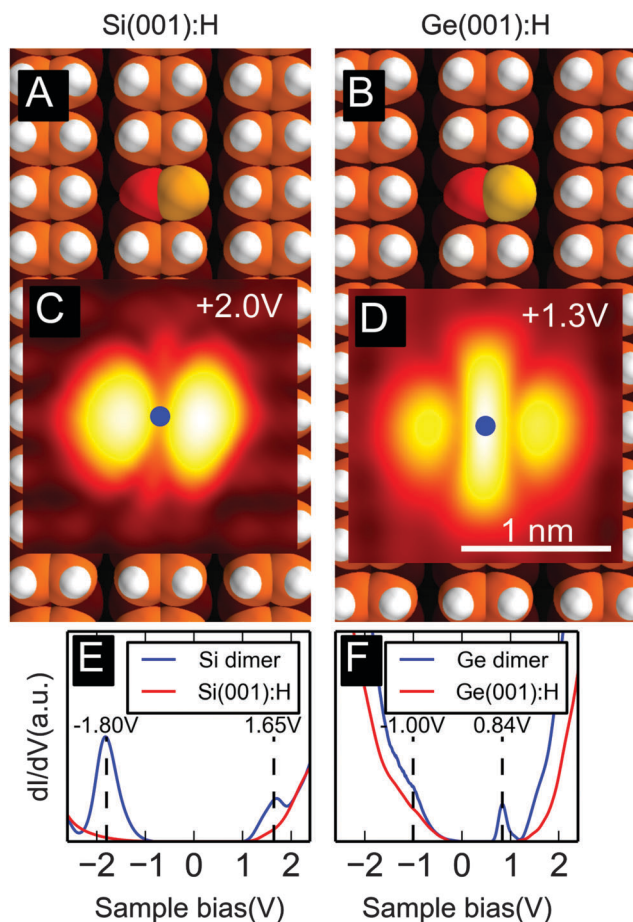 Si(001):H
Ge(001):H
A
B
C
+2.0V
D
+1.3V
1 nm
E
Si dimer
Si(001):H
-1.80V
1.65V
F
Ge dimer
Ge(001):H
-1.00V
0.84V
dI/dV(a.u.)
−2 −1 0 1 2
−2 −1 0 1 2
Sample bias(V)
Sample bias(V)